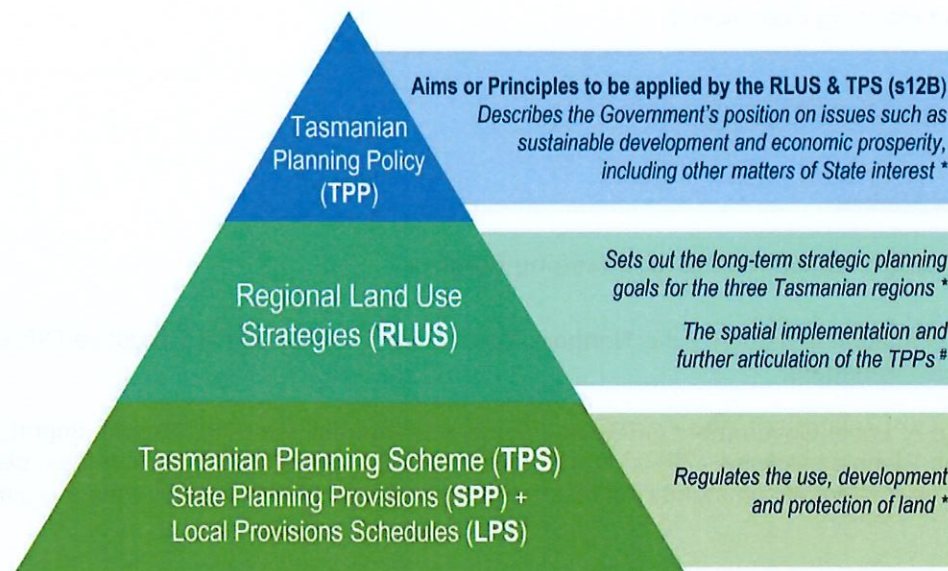 Tasmanian
Planning Policy
(TPP)
Aims or Principles to be applied by the RLUS & TPS (s12B)
Describes the Government's position on issues such as
sustainable development and economic prosperity,
including other matters of State interest *
Regional Land Use
Strategies (RLUS)
Sets out the long-term strategic planning
goals for the three Tasmanian regions *
The spatial implementation and
further articulation of the TPPs #
Tasmanian Planning Scheme (TPS)
State Planning Provisions (SPP) +
Local Provisions Schedules (LPS)
Regulates the use, development
and protection of land *